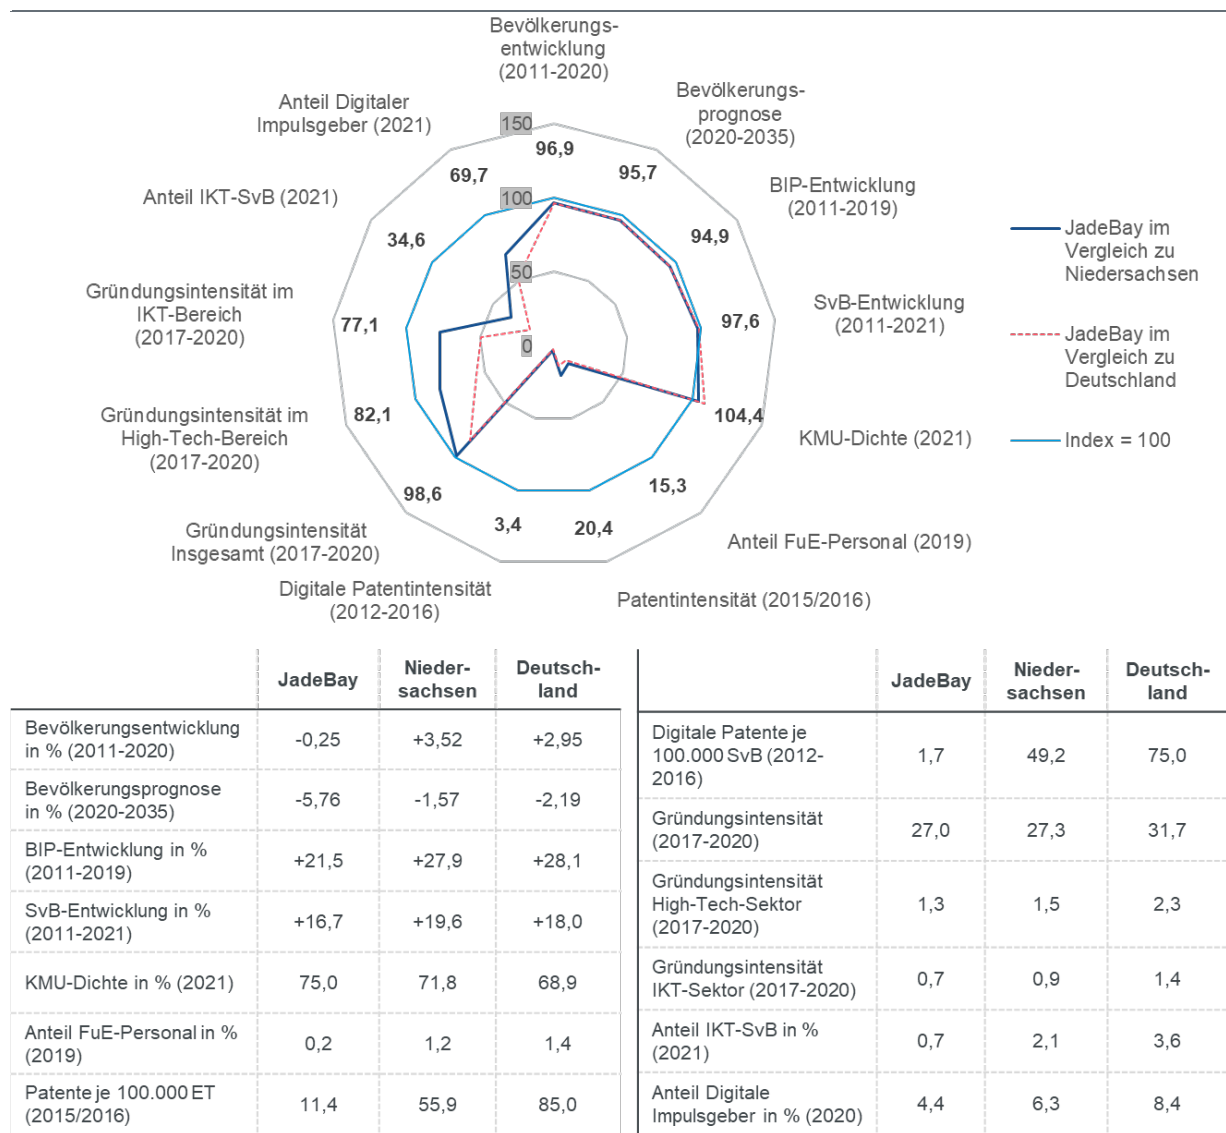 Bevölkerungs-
entwicklung
(2011-2020)
Bevölkerungs-
prognose
(2020-2035)
BIP-Entwicklung
(2011-2019)
SvB-Entwicklung
(2011-2021)
KMU-Dichte (2021)
Anteil FuE-Personal (2019)
Patentintensität (2015/2016)
Digitale Patentintensität
(2012-2016)
Gründungsintensität
Insgesamt (2017-2020)
Gründungsintensität im
High-Tech-Bereich
(2017-2020)
Gründungsintensität im
IKT-Bereich
(2017-2020)
Anteil IKT-SvB (2021)
Anteil Digitaler
Impulsgeber (2021)
150
100
50
0
96,9
95,7
94,9
97,6
104,4
15,3
20,4
3,4
98,6
82,1
77,1
34,6
69,7
JadeBay im
Vergleich zu
Niedersachsen
JadeBay im
Vergleich zu
Deutschland
Index = 100
JadeBay
Nieder-
sachsen
Deutsch-
land
Bevölkerungsentwicklung
in % (2011-2020)
-0,25
+3,52
+2,95
Bevölkerungsprognose
in % (2020-2035)
-5,76
-1,57
-2,19
BIP-Entwicklung in %
(2011-2019)
+21,5
+27,9
+28,1
SvB-Entwicklung in %
(2011-2021)
+16,7
+19,6
+18,0
KMU-Dichte in % (2021)
75,0
71,8
68,9
Anteil FuE-Personal in %
(2019)
0,2
1,2
1,4
Patente je 100.000 ET
(2015/2016)
11,4
55,9
85,0
JadeBay
Nieder-
sachsen
Deutsch-
land
Digitale Patente je
100.000 SvB (2012-
2016)
1,7
49,2
75,0
Gründungsintensität
(2017-2020)
27,0
27,3
31,7
Gründungsintensität
High-Tech-Sektor
(2017-2020)
1,3
1,5
2,3
Gründungsintensität
IKT-Sektor (2017-2020)
0,7
0,9
1,4
Anteil IKT-SvB in %
(2021)
0,7
2,1
3,6
Anteil Digitale
Impulsgeber in % (2020)
4,4
6,3
8,4